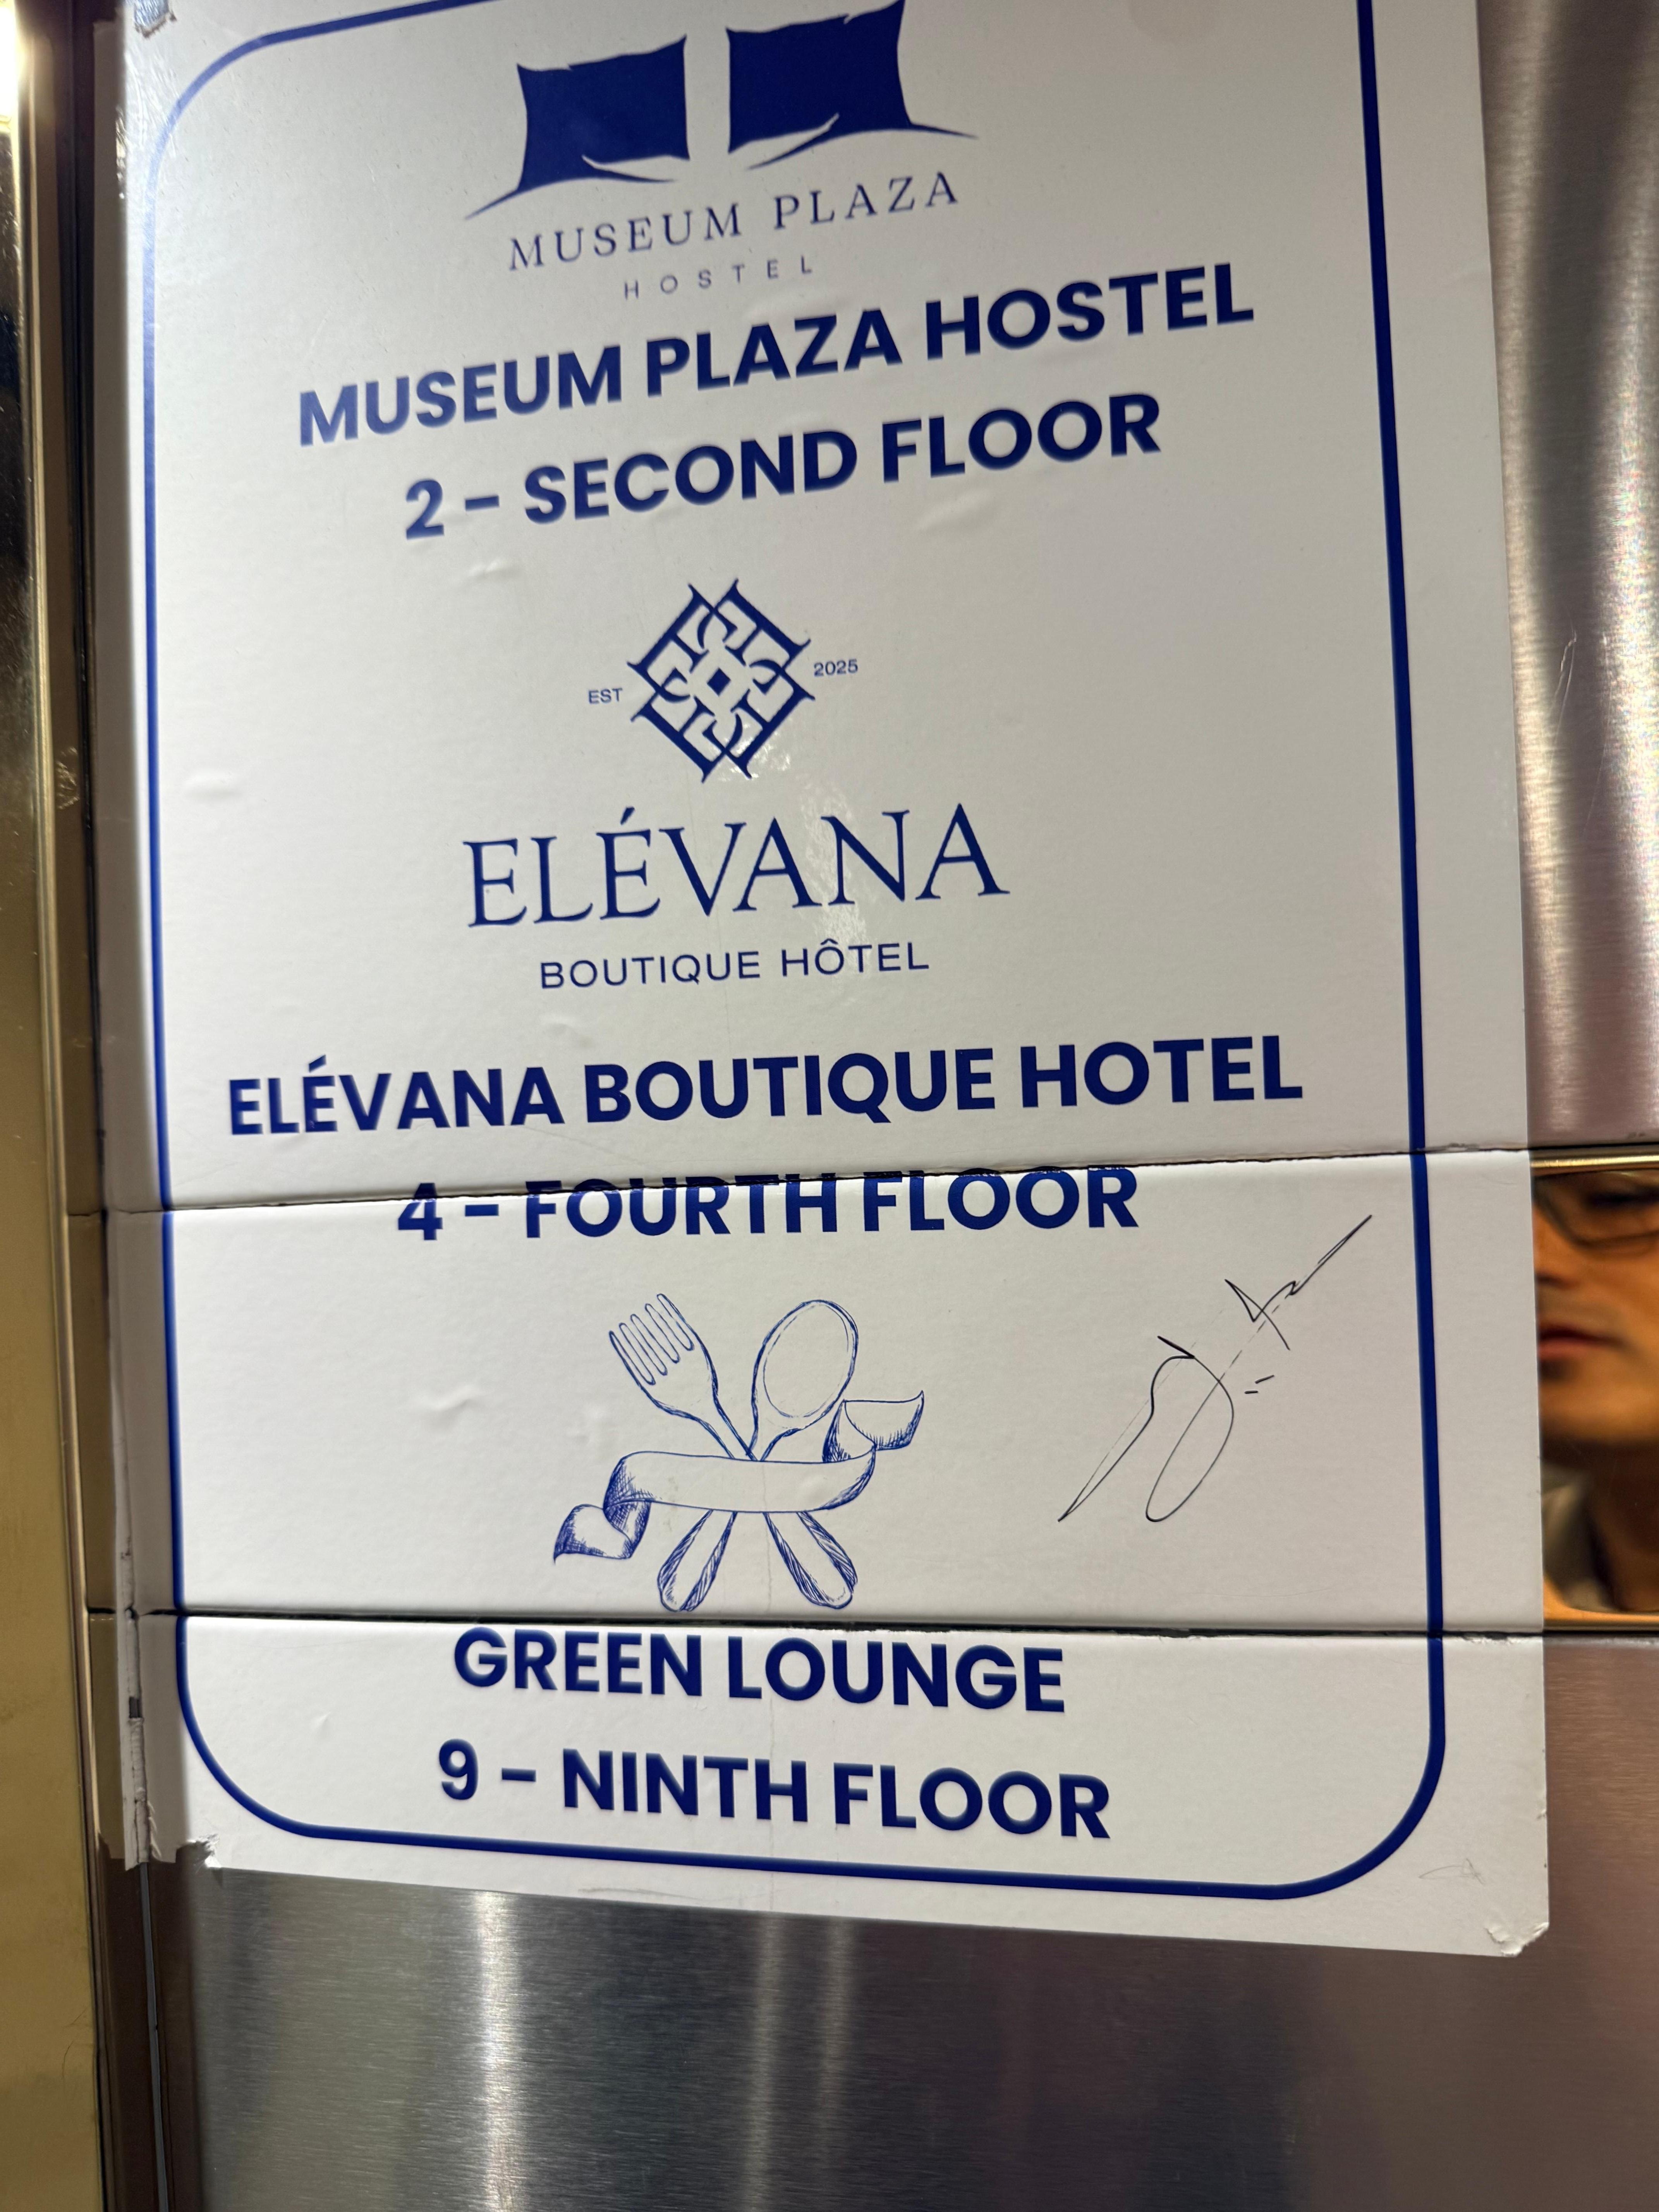 MUSEUM PLAZA
HOSTEL
MUSEUM PLAZA HOSTEL
2 – SECOND FLOOR
EST 2025
ELÉVANA
BOUTIQUE HÔTEL
ELÉVANA BOUTIQUE HOTEL
4 – FOURTH FLOOR
GREEN LOUNGE
9 – NINTH FLOOR